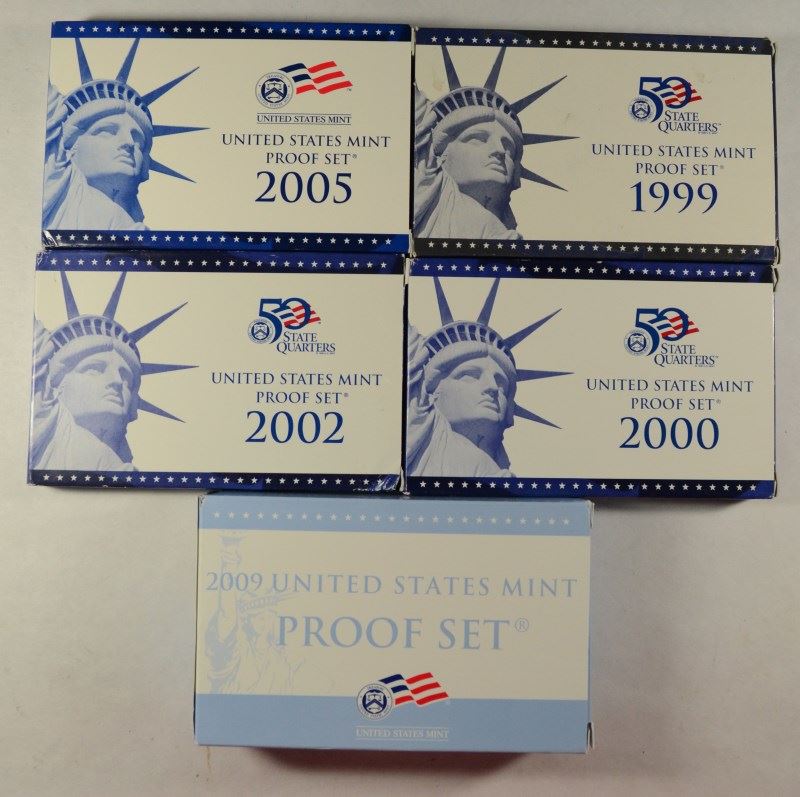 UNITED STATES MINT
UNITED STATES MINT
PROOF SET®
2005
50
STATE
QUARTERS
UNITED STATES MINT
PROOF SET®
1999
50
STATE
QUARTERS
UNITED STATES MINT
PROOF SET®
2002
50
STATE
QUARTERS
UNITED STATES MINT
PROOF SET®
2000
2009 UNITED STATES MINT
PROOF SET®
UNITED STATES MINT